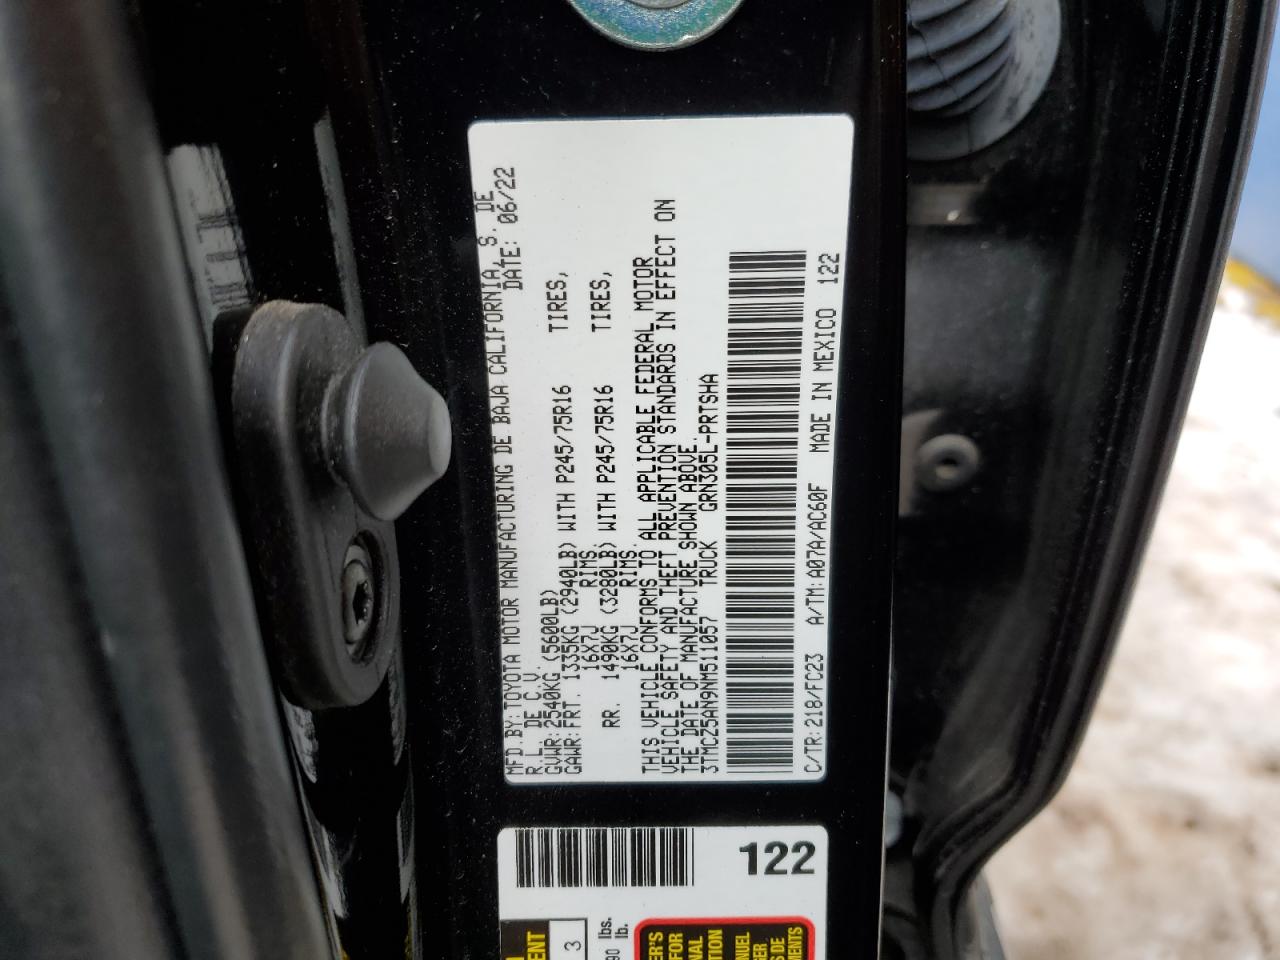 MFD.BY:TOYOTA MOTOR MANUFACTURING DE BAJA CALIFORNIA, S. DE
R.L. DE C.V. DATE: 06/22
GVWR:2540KG (5600LB)
GAWR:FRT. 1335KG (2940LB) WITH P245/75R16 TIRES,
16X7J RIMS.
RR. 1490KG (3280LB) WITH P245/75R16 TIRES,
16X7J RIMS.
THIS VEHICLE CONFORMS TO ALL APPLICABLE FEDERAL MOTOR
VEHICLE SAFETY AND THEFT PREVENTION STANDARDS IN EFFECT ON
THE DATE OF MANUFACTURE SHOWN ABOVE.
3TMCZ5AN9NM511057 TRUCK GRN305L-PRTSHA
C/TR:218/FC23 A/TM:A07A/AC60F MADE IN MEXICO 122
122
3
lbs.
lb.
FOR